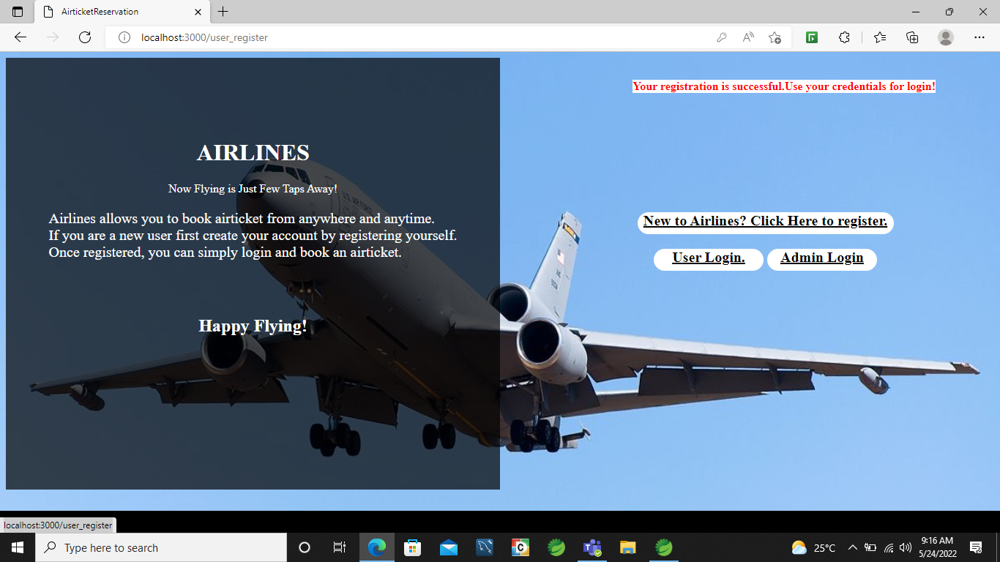 AirticketReservation
localhost:3000/user_register
Your registration is successful.Use your credentials for login!
AIRLINES
Now Flying is Just Few Taps Away!
Airlines allows you to book airticket from anywhere and anytime.
If you are a new user first create your account by registering yourself.
Once registered, you can simply login and book an airticket.
Happy Flying!
New to Airlines? Click Here to register.
User Login. Admin Login
U.S. AIR FORCE
localhost:3000/user_register
Type here to search
25°C
9:16 AM
5/24/2022